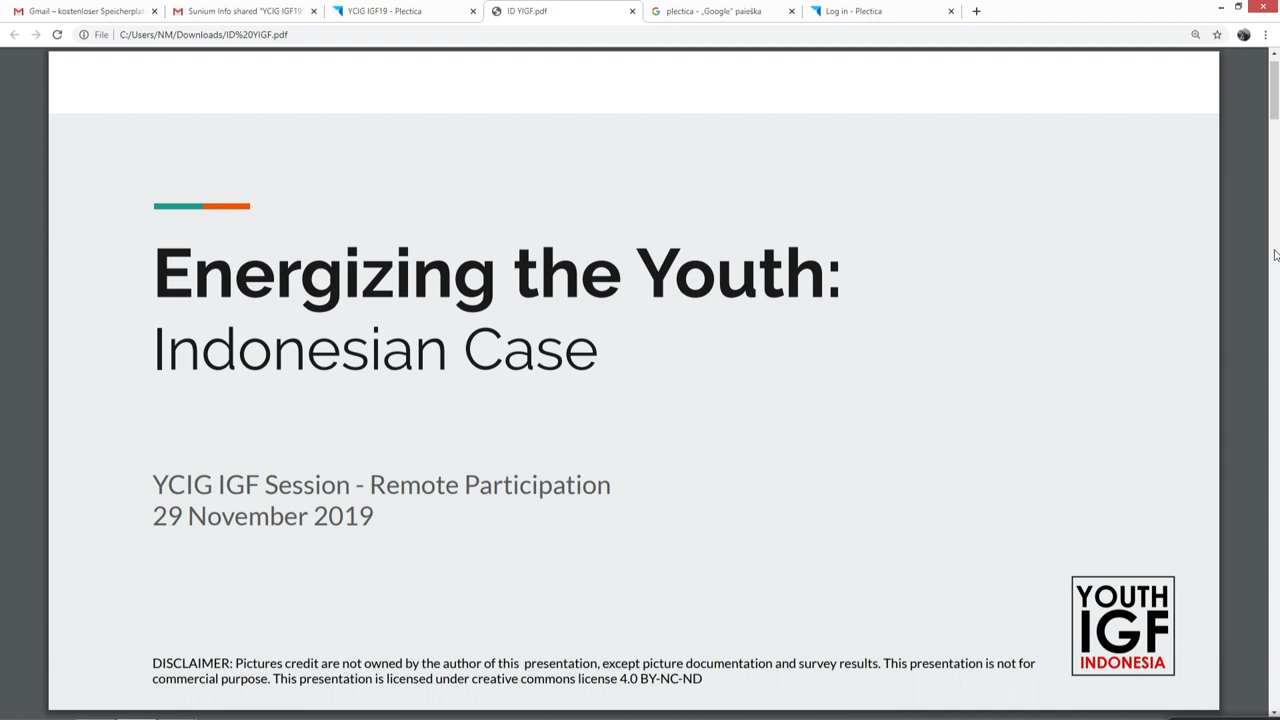 Gmail – kostenloser Speicherplat
Sunium Info shared "YCIG IGF19
YCIG IGF19 - Plectica
ID YIGF.pdf
plectica - „Google“ paieška
Log in - Plectica
File
C:/Users/NM/Downloads/ID%20YIGF.pdf
Energizing the Youth:
Indonesian Case
YCIG IGF Session - Remote Participation
29 November 2019
YOUTH
IGF
INDONESIA
DISCLAIMER: Pictures credit are not owned by the author of this presentation, except picture documentation and survey results. This presentation is not for
commercial purpose. This presentation is licensed under creative commons license 4.0 BY-NC-ND